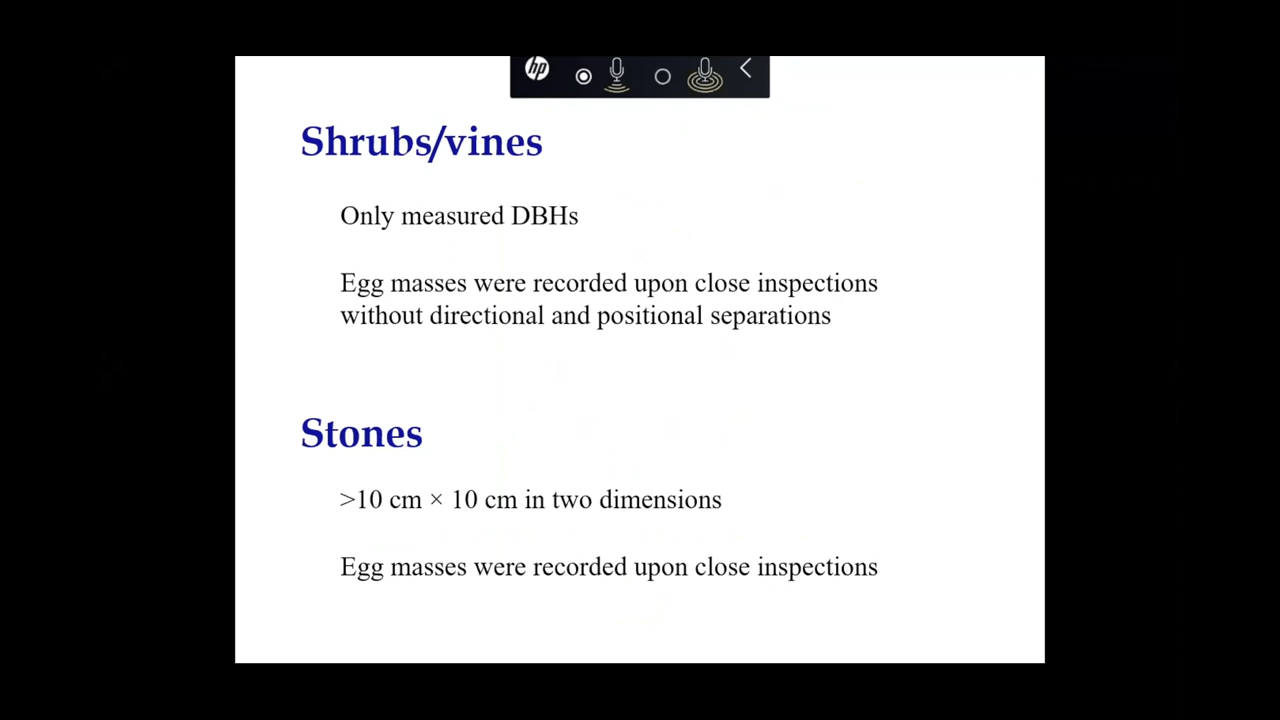 hp
Shrubs/vines
Only measured DBHs
Egg masses were recorded upon close inspections
without directional and positional separations
Stones
>10 cm × 10 cm in two dimensions
Egg masses were recorded upon close inspections